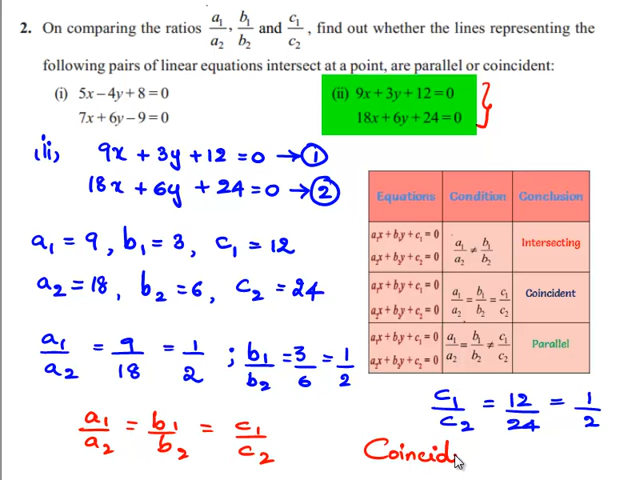 2. On comparing the ratios a₁/a₂, b₁/b₂ and c₁/c₂, find out whether the lines representing the
following pairs of linear equations intersect at a point, are parallel or coincident:
(i) 5x – 4y + 8 = 0
7x + 6y – 9 = 0
(ii) 9x + 3y + 12 = 0
18x + 6y + 24 = 0
ii) 9x + 3y + 12 = 0 → ①
18x + 6y + 24 = 0 → ②
a₁ = 9, b₁ = 3, c₁ = 12
a₂ = 18, b₂ = 6, c₂ = 24
a₁/a₂ = 9/18 = 1/2 ; b₁/b₂ = 3/6 = 1/2
Equations Condition Conclusion
a₁x + b₁y + c₁ = 0
a₂x + b₂y + c₂ = 0
a₁/a₂ ≠ b₁/b₂
Intersecting
a₁x + b₁y + c₁ = 0
a₂x + b₂y + c₂ = 0
a₁/a₂ = b₁/b₂ = c₁/c₂
Coincident
a₁x + b₁y + c₁ = 0
a₂x + b₂y + c₂ = 0
a₁/a₂ = b₁/b₂ ≠ c₁/c₂
Parallel
c₁/c₂ = 12/24 = 1/2
a₁/a₂ = b₁/b₂ = c₁/c₂
Coincid